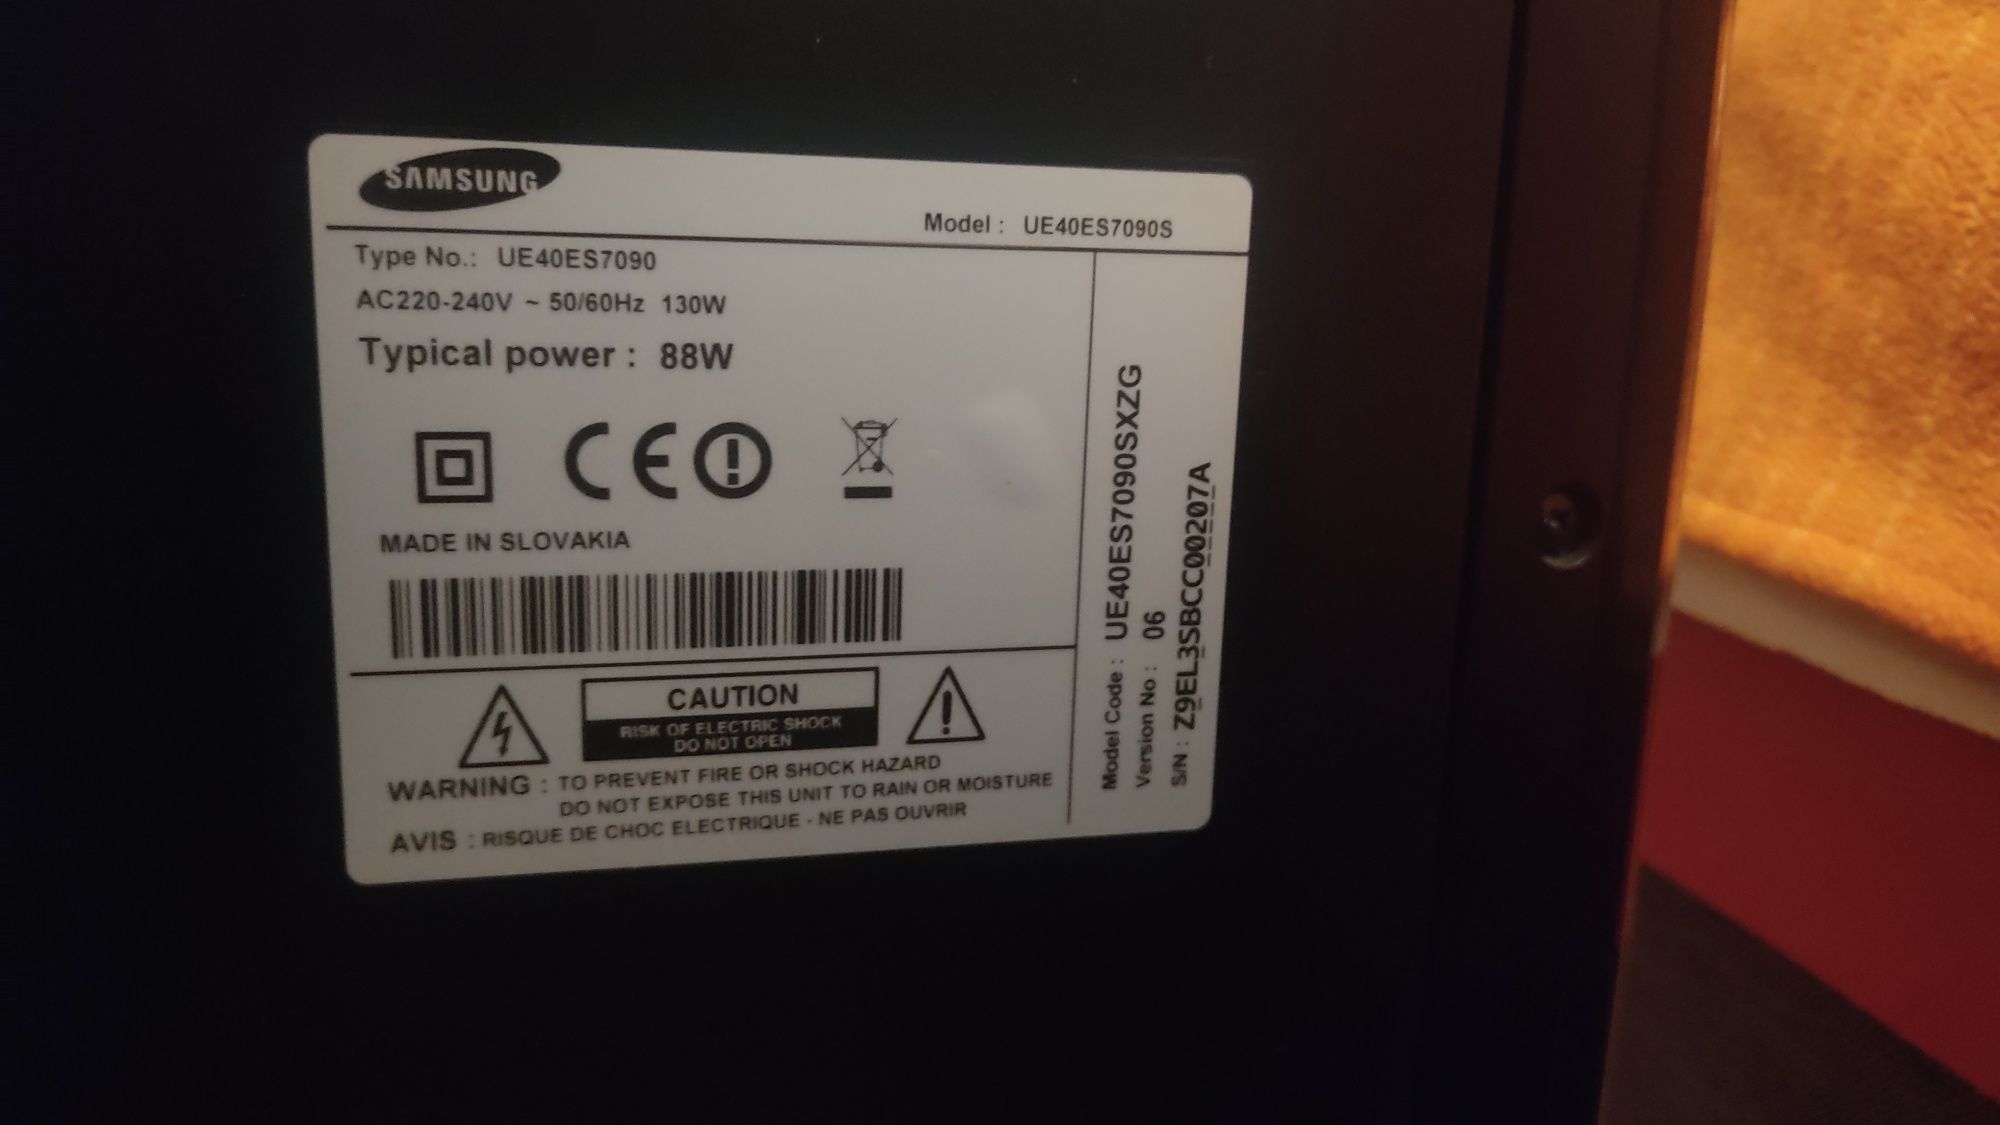 SAMSUNG
Model : UE40ES7090S
Type No.: UE40ES7090
AC220-240V ~ 50/60Hz 130W
Typical power : 88W
CE
MADE IN SLOVAKIA
CAUTION
RISK OF ELECTRIC SHOCK
DO NOT OPEN
WARNING : TO PREVENT FIRE OR SHOCK HAZARD
DO NOT EXPOSE THIS UNIT TO RAIN OR MOISTURE
AVIS : RISQUE DE CHOC ELECTRIQUE - NE PAS OUVRIR
Model Code : UE40ES7090SXZG
Version No : 06
S/N : Z9EL3SBCC00207A